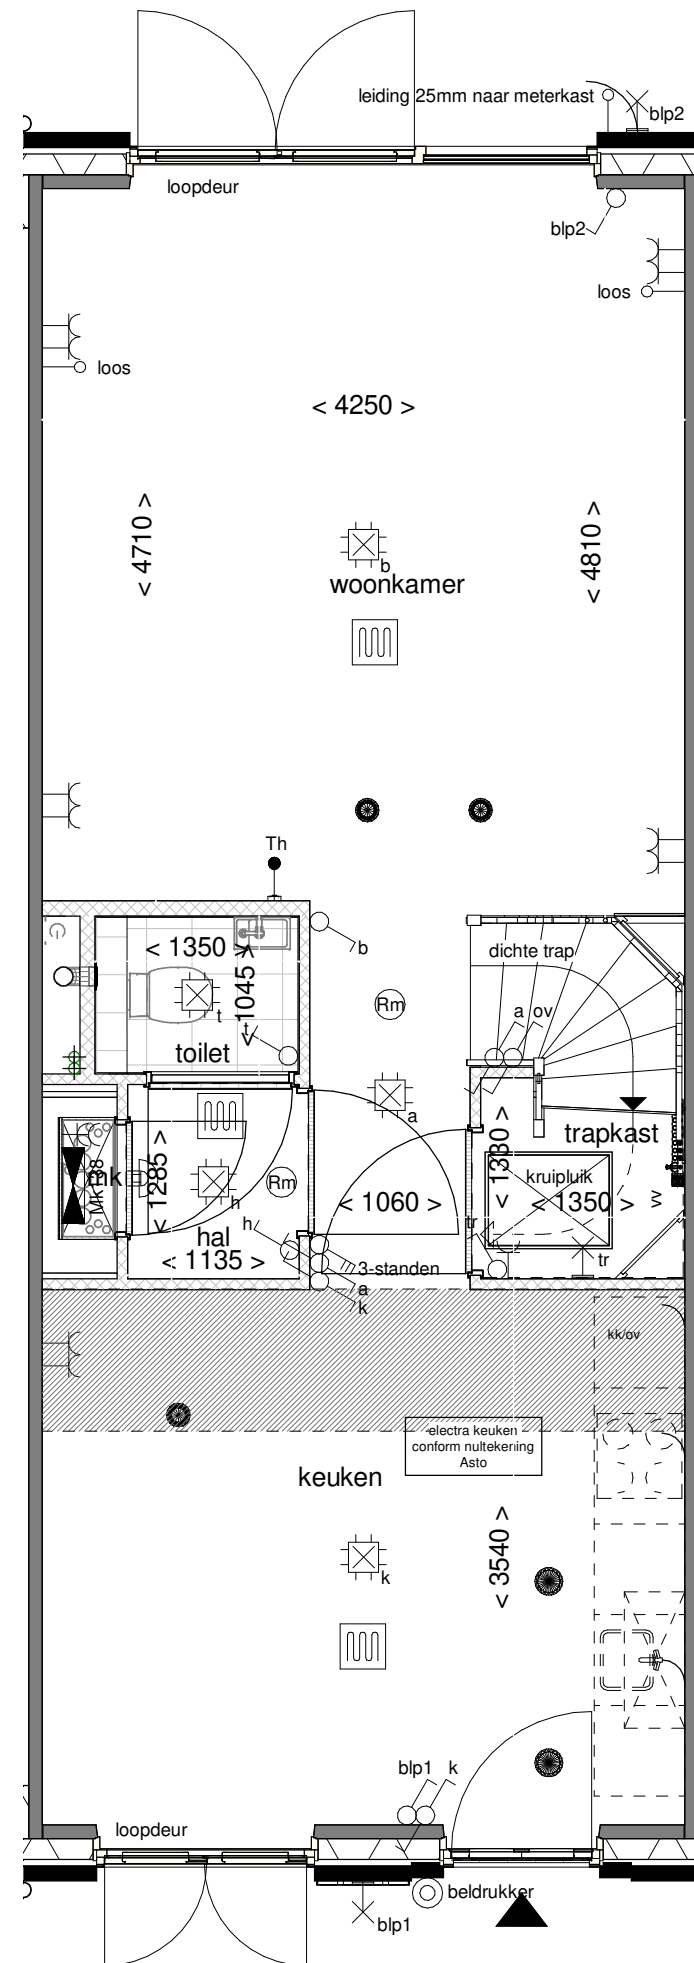 leiding 25mm naar meterkast
blp2
loopdeur
blp2
loos
loos
< 4250 >
< 4710 >
< 4810 >
b
woonkamer
Th
b
< 1350 >
< 1045 >
dichte trap
Rm
a ov
t
t
toilet
a
trapkast
mk
< 1285 >
Rm
h
< 1060 >
< 1330 >
kruipluik
< 1350 >
vv
tr
h
hal
< 1135 >
tr
3-standen
a
k
kk/ov
electra keuken
conform nultekening
Asto
keuken
< 3540 >
k
blp1 k
loopdeur
beldrukker
blp1